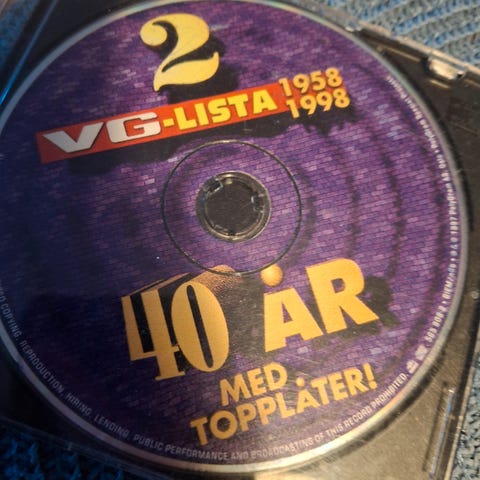 2
VG-LISTA 1958
1998
40 ÅR
MED
TOPPLÅTER!
COPYING, REPRODUCTION, HIRING, LENDING, PUBLIC PERFORMANCE AND BROADCASTING OF THIS RECORD PROHIBITED.